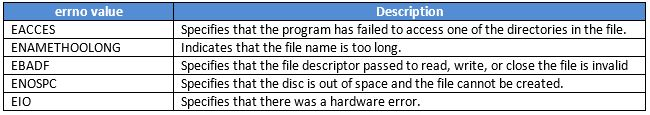 errno value Description
EACCES Specifies that the program has failed to access one of the directories in the file.
ENAMETHOOLONG Indicates that the file name is too long.
EBADF Specifies that the file descriptor passed to read, write, or close the file is invalid
ENOSPC Specifies that the disc is out of space and the file cannot be created.
EIO Specifies that there was a hardware error.